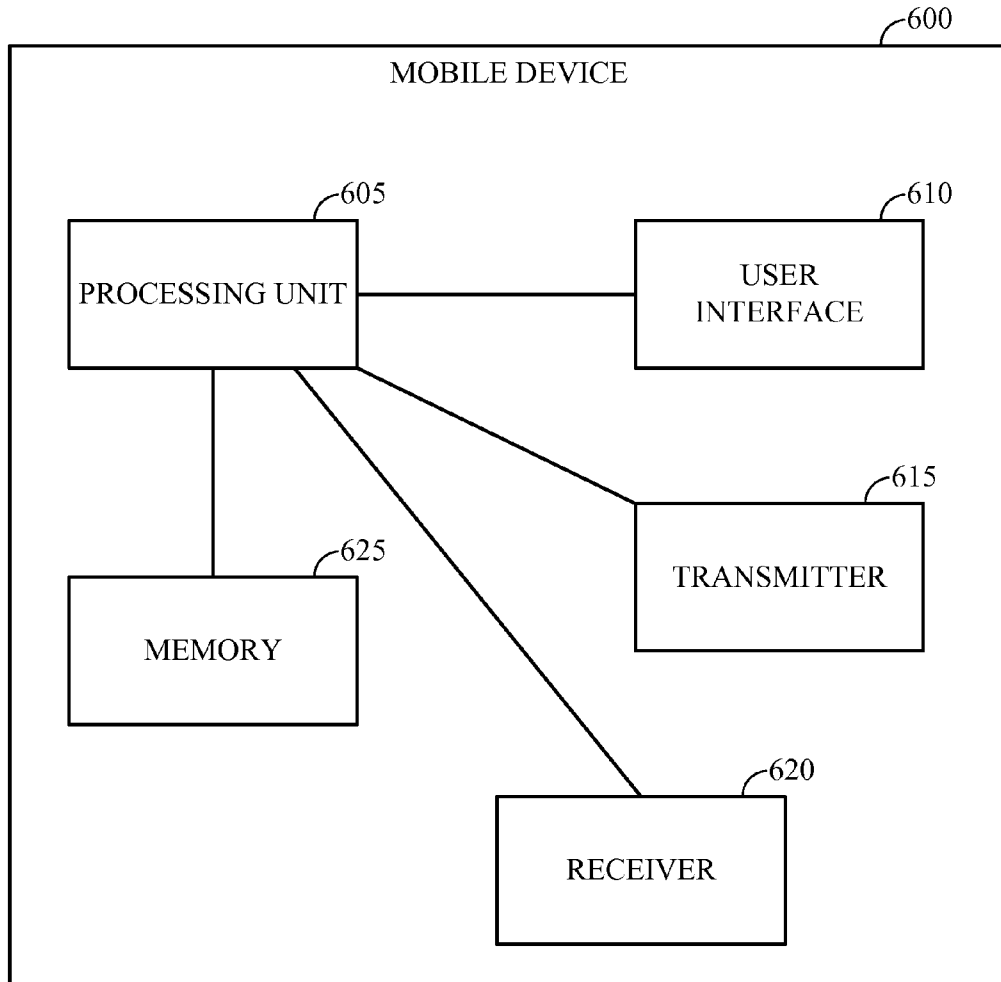 600
MOBILE DEVICE
605
PROCESSING UNIT
610
USER
INTERFACE
615
TRANSMITTER
625
MEMORY
620
RECEIVER